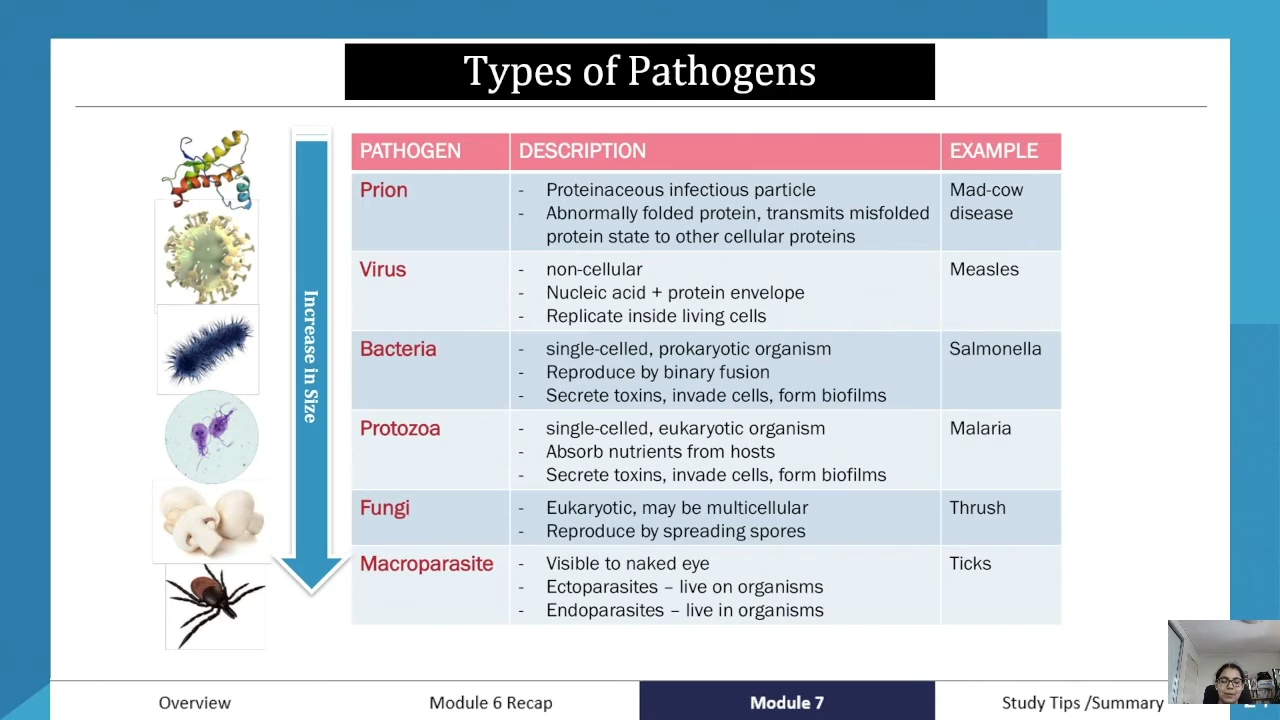 Types of Pathogens
Increase in Size
PATHOGEN DESCRIPTION EXAMPLE
Prion - Proteinaceous infectious particle Mad-cow
- Abnormally folded protein, transmits misfolded disease
protein state to other cellular proteins
Virus - non-cellular Measles
- Nucleic acid + protein envelope
- Replicate inside living cells
Bacteria - single-celled, prokaryotic organism Salmonella
- Reproduce by binary fusion
- Secrete toxins, invade cells, form biofilms
Protozoa - single-celled, eukaryotic organism Malaria
- Absorb nutrients from hosts
- Secrete toxins, invade cells, form biofilms
Fungi - Eukaryotic, may be multicellular Thrush
- Reproduce by spreading spores
Macroparasite - Visible to naked eye Ticks
- Ectoparasites – live on organisms
- Endoparasites – live in organisms
Overview Module 6 Recap Module 7 Study Tips /Summary